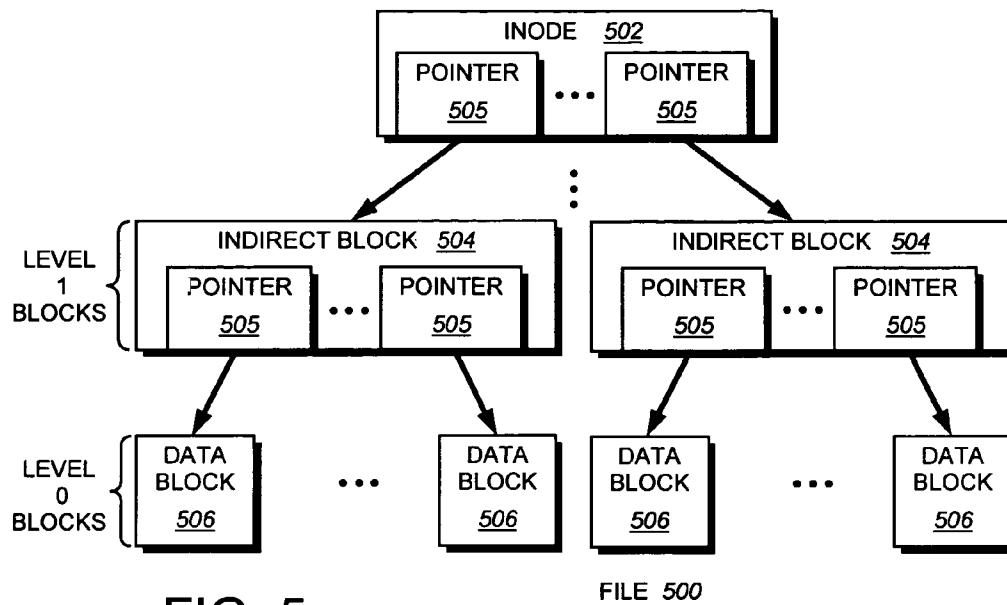 INODE 502
POINTER ••• POINTER
505 505
INDIRECT BLOCK 504 INDIRECT BLOCK 504
LEVEL
1
BLOCKS
POINTER ••• POINTER POINTER ••• POINTER
505 505 505 505
LEVEL
0
BLOCKS
DATA DATA DATA DATA
BLOCK ••• BLOCK BLOCK ••• BLOCK
506 506 506 506
FILE 500
FIG. 5